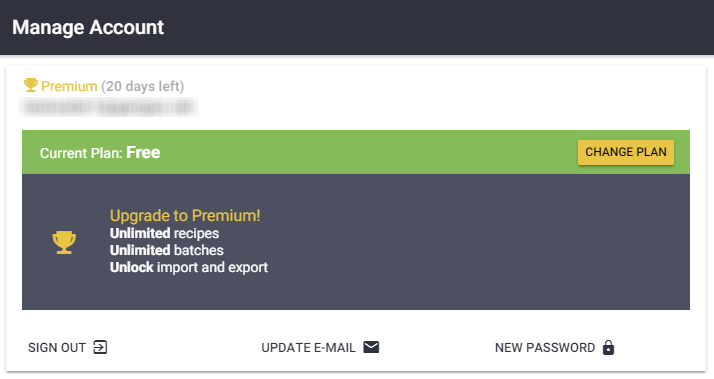 Manage Account
Premium (20 days left)
Current Plan: Free
CHANGE PLAN
Upgrade to Premium!
Unlimited recipes
Unlimited batches
Unlock import and export
SIGN OUT
UPDATE E-MAIL
NEW PASSWORD